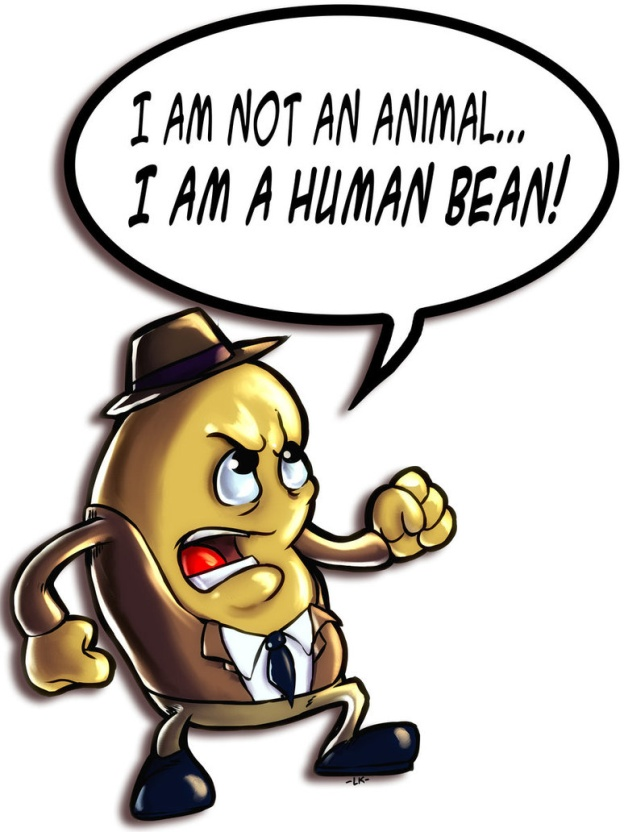 I AM NOT AN ANIMAL...
I AM A HUMAN BEAN!
-LK-